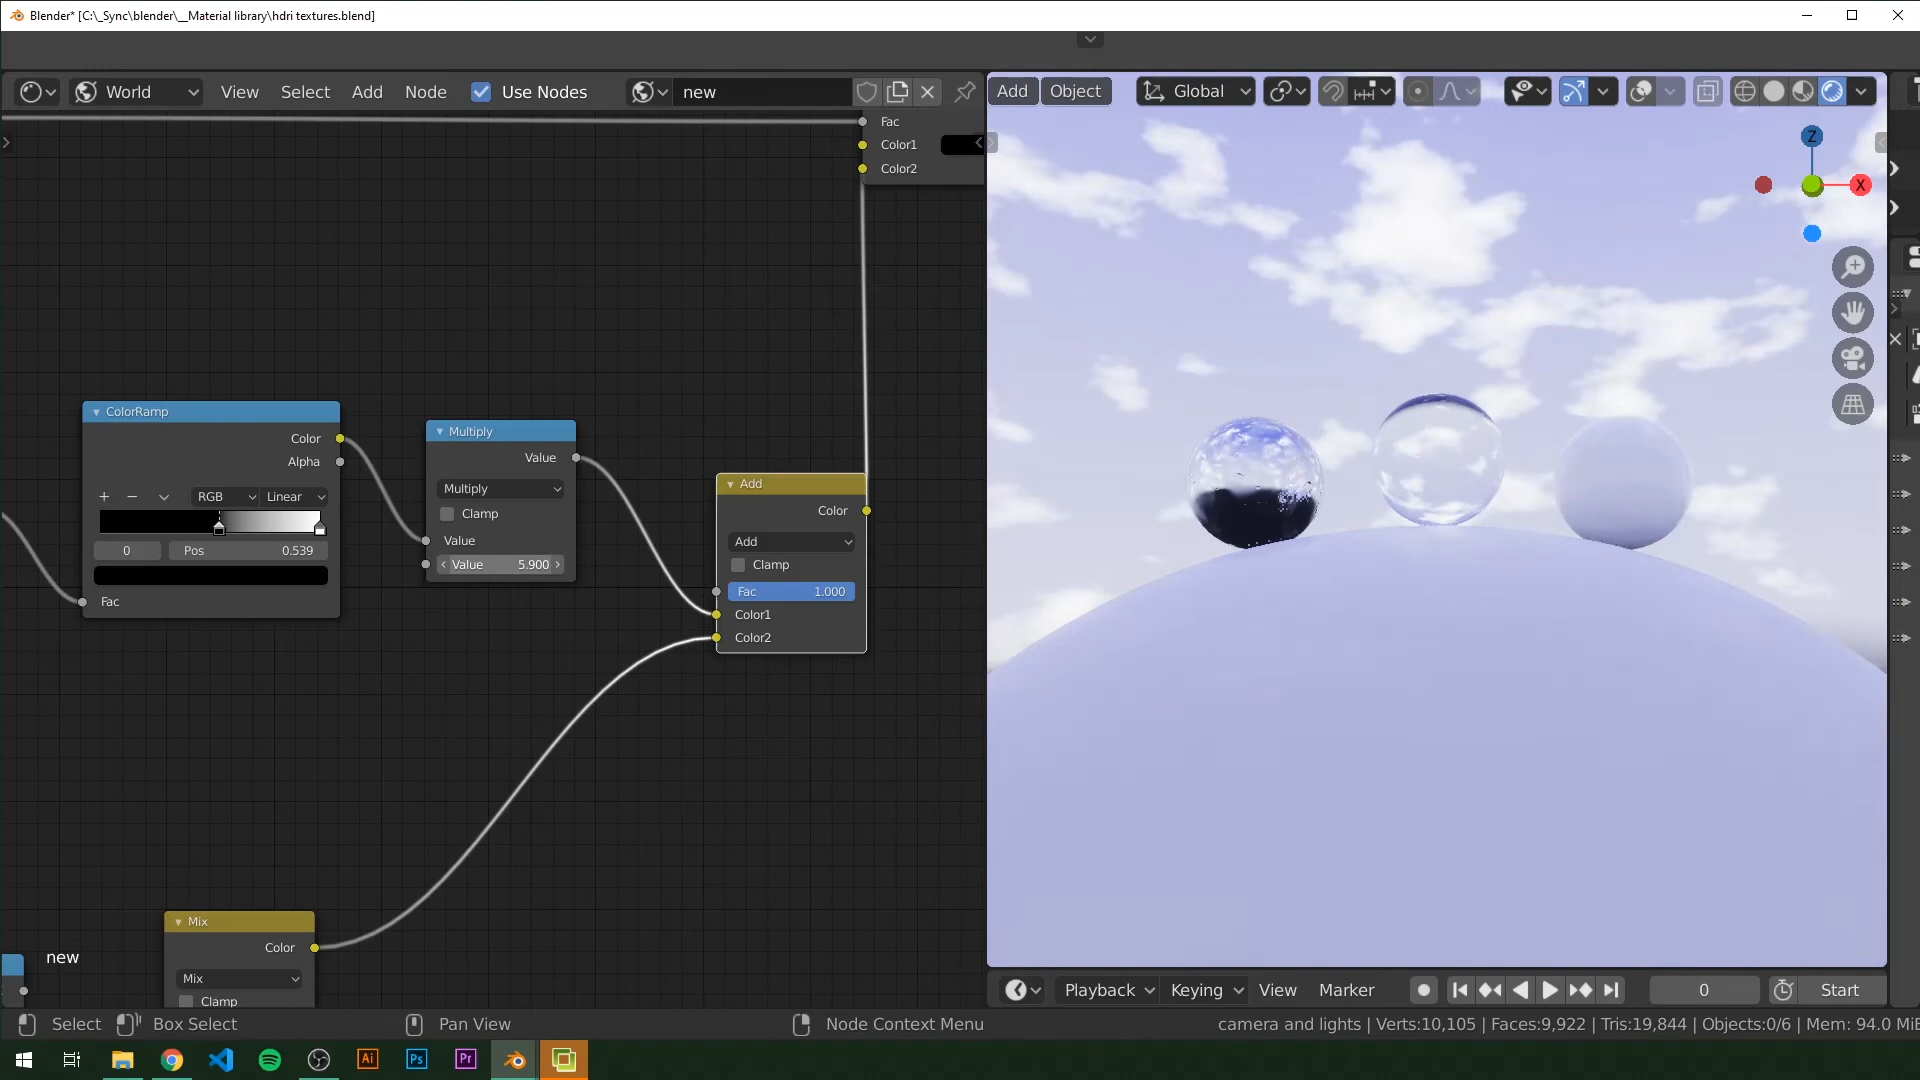 Blender* [C:\_Sync\blender\__Material library\hdri textures.blend]
World View Select Add Node Use Nodes new
Add Object Global
Fac
Color1
Color2
Z
X
ColorRamp
Color
Alpha
RGB Linear
0 Pos 0.539
Fac
Multiply
Value
Multiply
Clamp
Value
Value 5.900
Add
Color
Add
Clamp
Fac 1.000
Color1
Color2
Mix
Color
Mix
Clamp
new
Playback Keying View Marker 0 Start
Select Box Select Pan View Node Context Menu camera and lights | Verts:10,105 | Faces:9,922 | Tris:19,844 | Objects:0/6 | Mem: 94.0 MiB
Ai Ps Pr